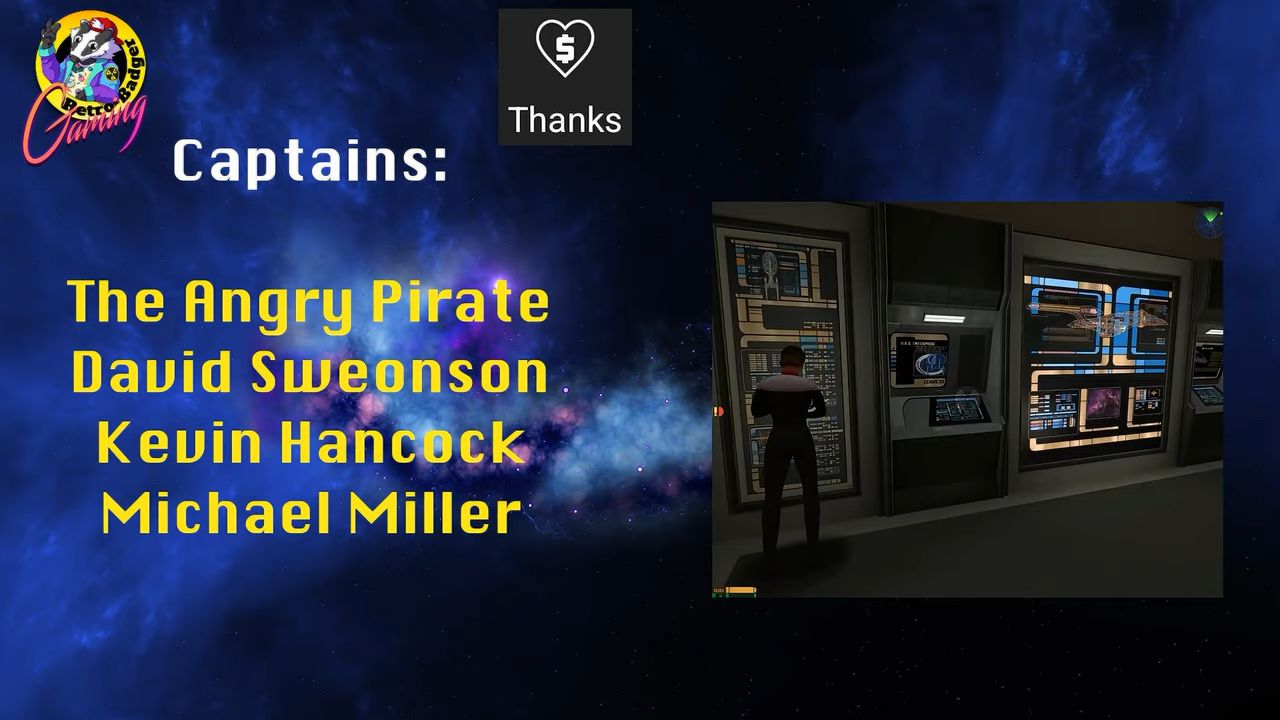 Retro Badger
Gaming
Thanks
Captains:
The Angry Pirate
David Sweonson
Kevin Hancock
Michael Miller